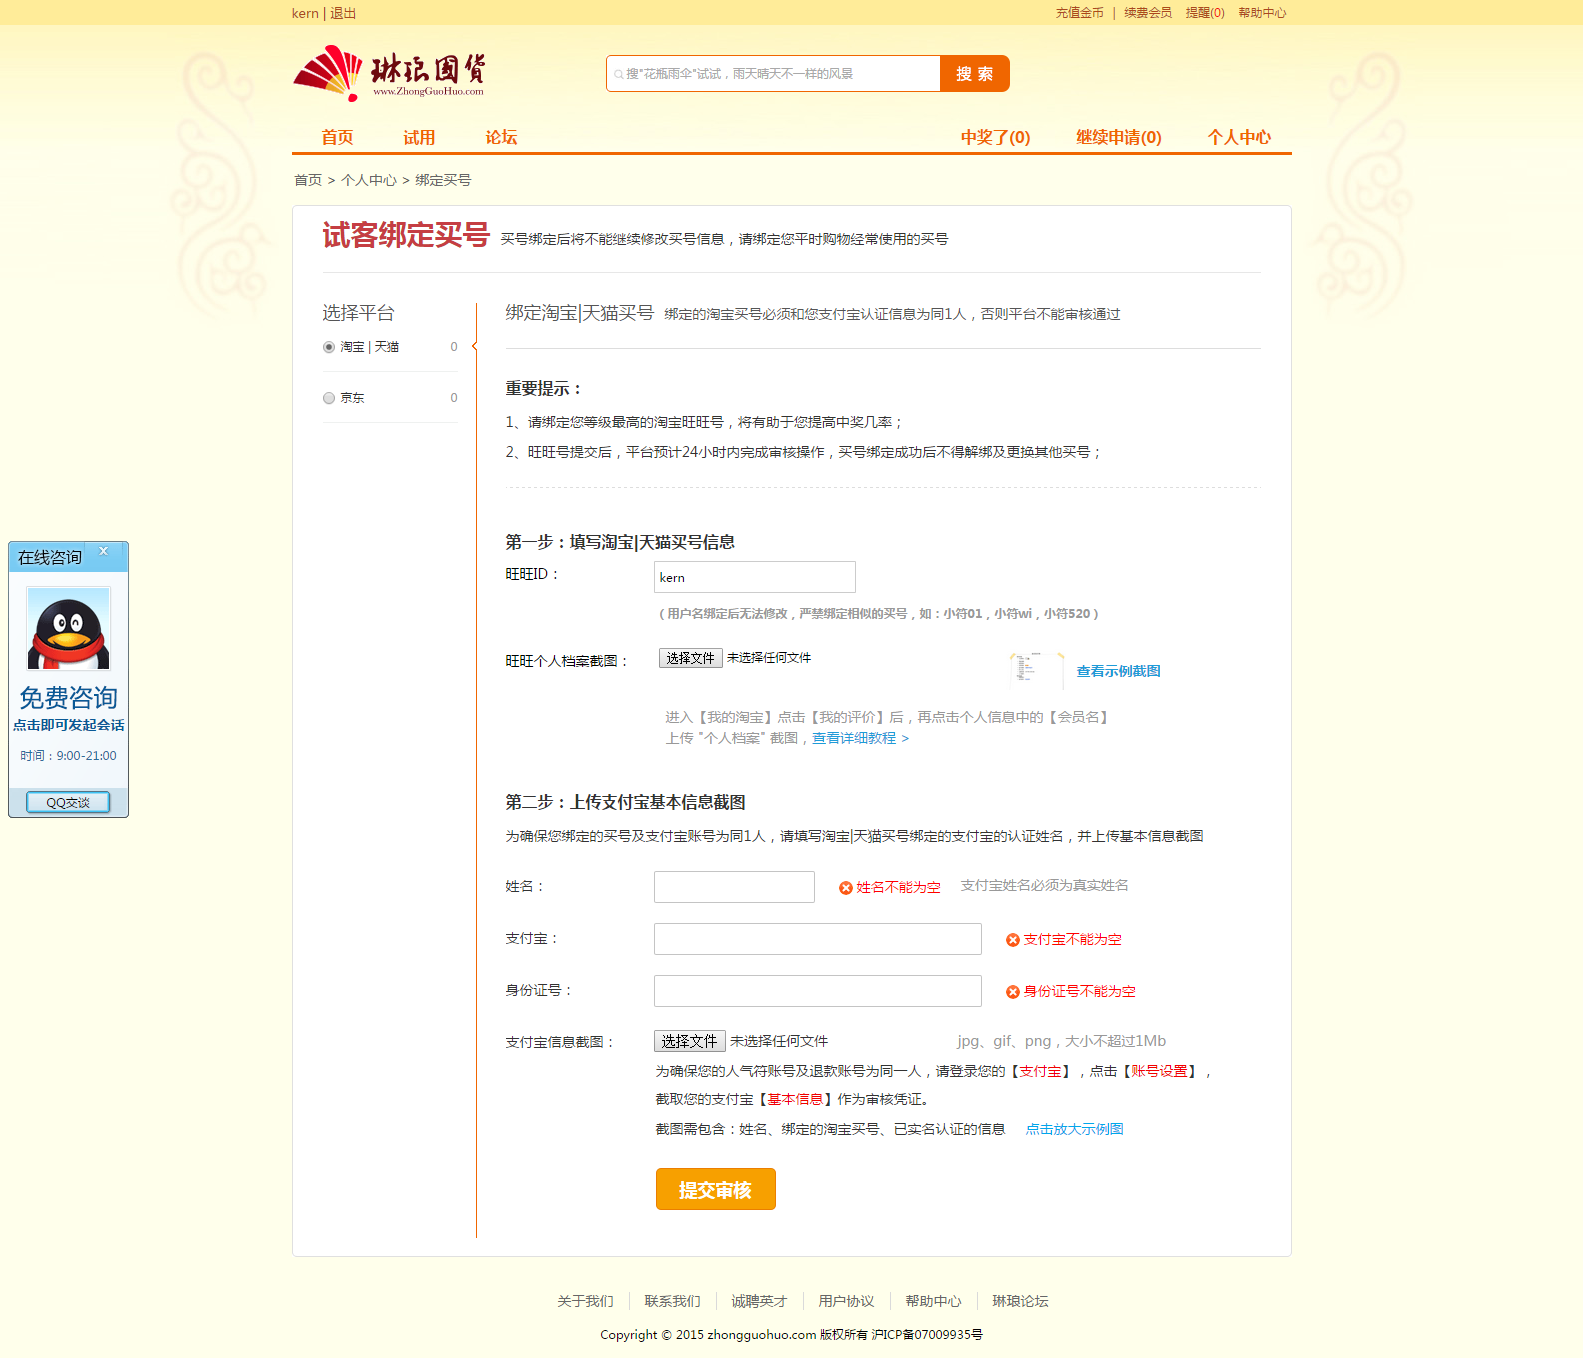 kern | 退出
充值金币 | 续费会员 提醒(0) 帮助中心
琳琅国货
www.ZhongGuoHuo.com
搜"花瓶雨伞"试试，雨天晴天不一样的风景
搜 索
首页 试用 论坛 中奖了(0) 继续申请(0) 个人中心
首页 > 个人中心 > 绑定买号
试客绑定买号 买号绑定后将不能继续修改买号信息，请绑定您平时购物经常使用的买号
选择平台
淘宝 | 天猫 0
京东 0
绑定淘宝|天猫买号 绑定的淘宝买号必须和您支付宝认证信息为同1人，否则平台不能审核通过
重要提示：
1、请绑定您等级最高的淘宝旺旺号，将有助于您提高中奖几率；
2、旺旺号提交后，平台预计24小时内完成审核操作，买号绑定成功后不得解绑及更换其他买号；
第一步：填写淘宝|天猫买号信息
旺旺ID： kern
( 用户名绑定后无法修改，严禁绑定相似的买号，如：小符01，小符wi，小符520 )
旺旺个人档案截图： 选择文件 未选择任何文件 查看示例截图
进入【我的淘宝】点击【我的评价】后，再点击个人信息中的【会员名】
上传 "个人档案" 截图，查看详细教程 >
第二步：上传支付宝基本信息截图
为确保您绑定的买号及支付宝账号为同1人，请填写淘宝|天猫买号绑定的支付宝的认证姓名，并上传基本信息截图
姓名： 姓名不能为空 支付宝姓名必须为真实姓名
支付宝： 支付宝不能为空
身份证号： 身份证号不能为空
支付宝信息截图： 选择文件 未选择任何文件 jpg、gif、png，大小不超过1Mb
为确保您的人气符账号及退款账号为同一人，请登录您的【支付宝】，点击【账号设置】，
截取您的支付宝【基本信息】作为审核凭证。
截图需包含：姓名、绑定的淘宝买号、已实名认证的信息 点击放大示例图
提交审核
在线咨询 x
免费咨询
点击即可发起会话
时间：9:00-21:00
QQ交谈
关于我们 联系我们 诚聘英才 用户协议 帮助中心 琳琅论坛
Copyright © 2015 zhongguohuo.com 版权所有 沪ICP备07009935号